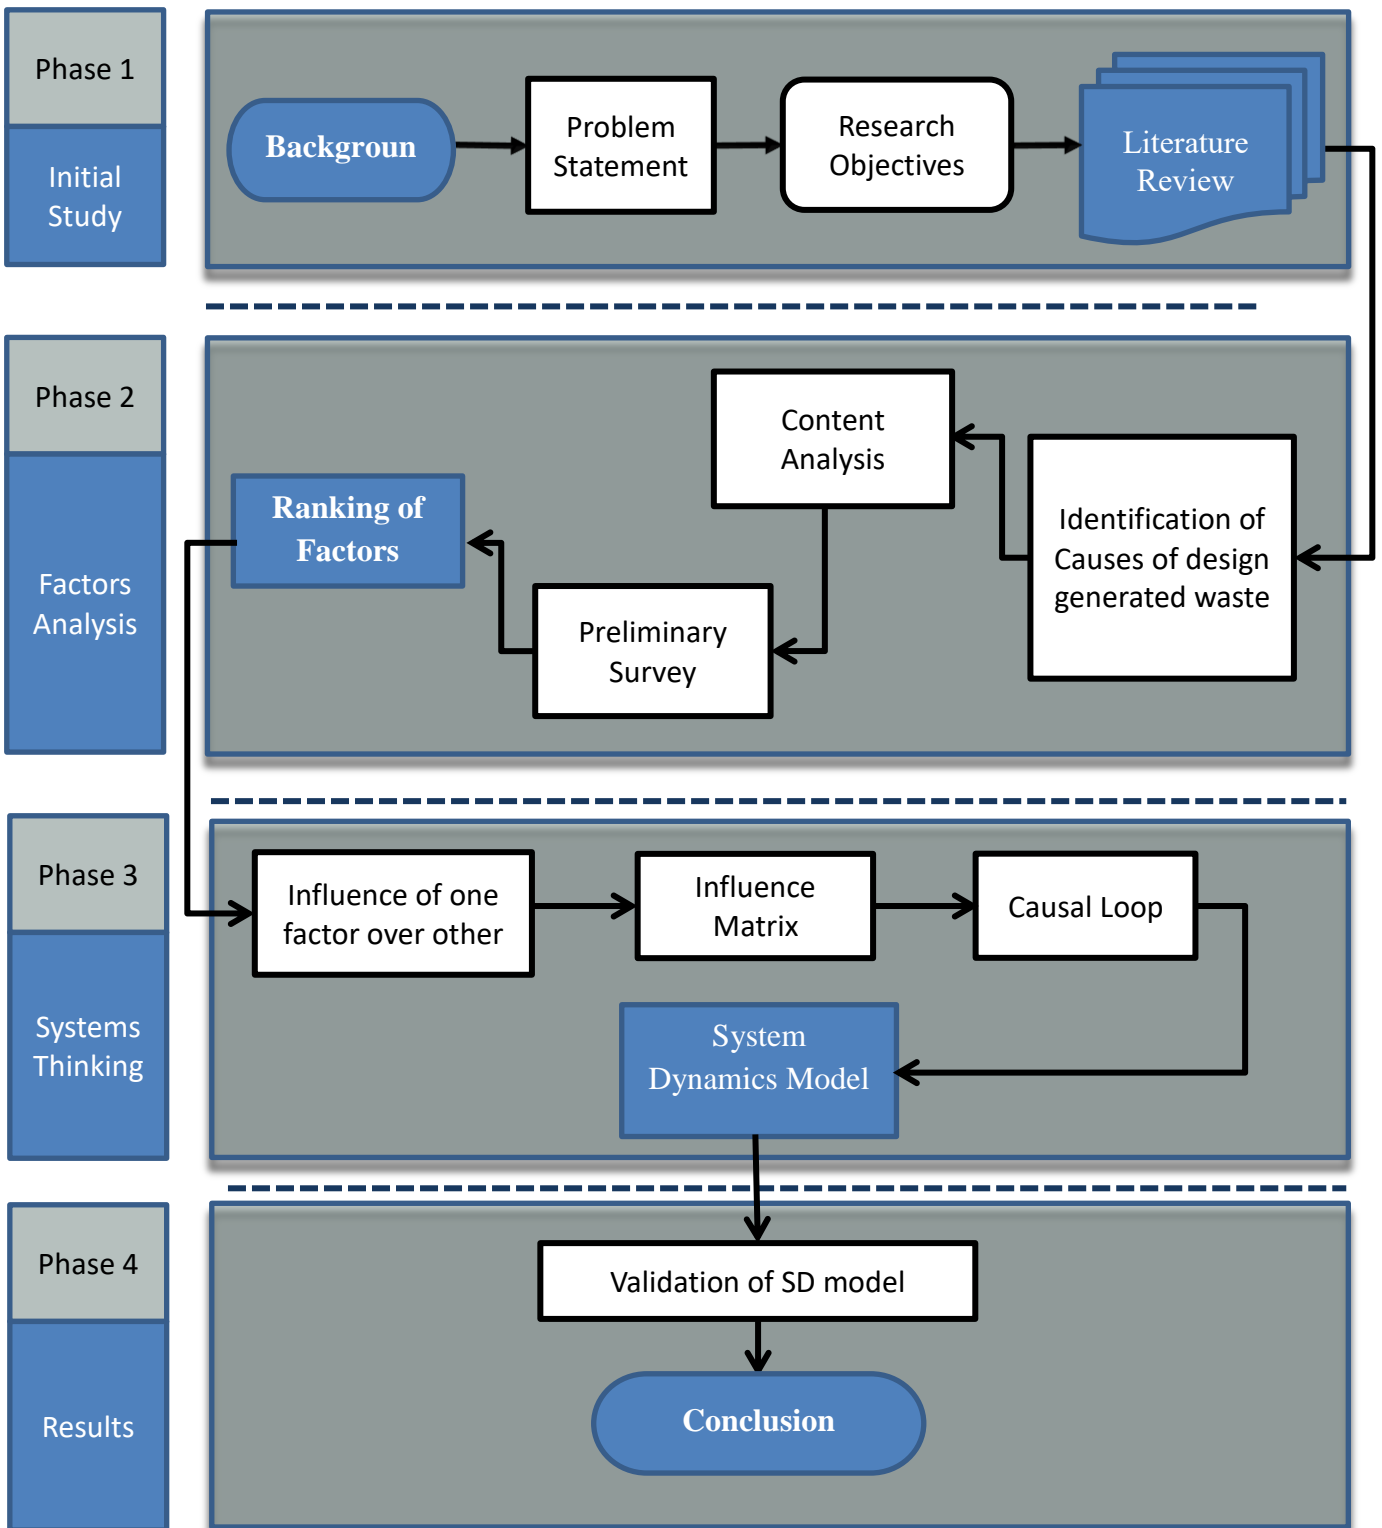 Phase 1
Initial
Study
Backgroun
Problem
Statement
Research
Objectives
Literature
Review
Phase 2
Factors
Analysis
Content
Analysis
Identification of
Causes of design
generated waste
Ranking of
Factors
Preliminary
Survey
Phase 3
Systems
Thinking
Influence of one
factor over other
Influence
Matrix
Causal Loop
System
Dynamics Model
Phase 4
Results
Validation of SD model
Conclusion